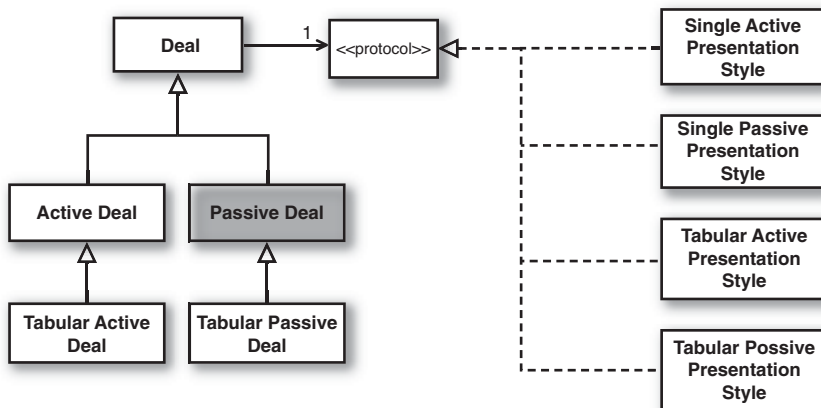 Deal
1
<<protocol>>
Single Active
Presentation
Style
Single Passive
Presentation
Style
Active Deal
Passive Deal
Tabular Active
Presentation
Style
Tabular Active
Deal
Tabular Passive
Deal
Tabular Possive
Presentation
Style